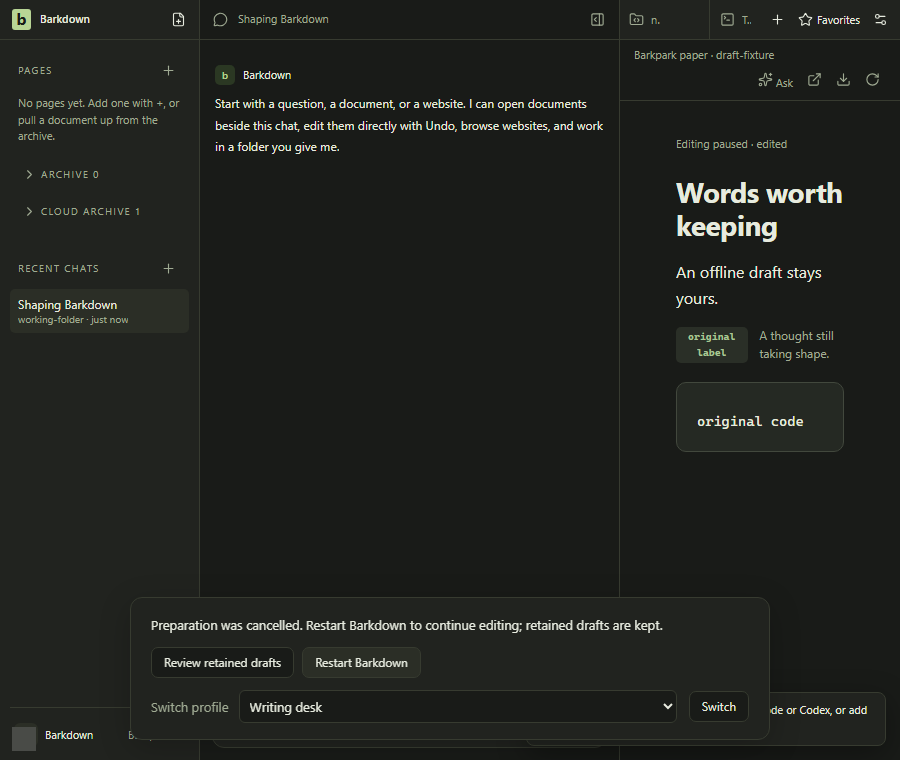 b Barkdown
PAGES
No pages yet. Add one with +, or
pull a document up from the
archive.
ARCHIVE 0
CLOUD ARCHIVE 1
RECENT CHATS
Shaping Barkdown
working-folder · just now
Barkdown
Shaping Barkdown
b Barkdown
Start with a question, a document, or a website. I can open documents
beside this chat, edit them directly with Undo, browse websites, and work
in a folder you give me.
n. T.. Favorites
Barkpark paper · draft-fixture
Ask
Editing paused · edited
Words worth
keeping
An offline draft stays
yours.
original
label
A thought still
taking shape.
original code
Preparation was cancelled. Restart Barkdown to continue editing; retained drafts are kept.
Review retained drafts Restart Barkdown
Switch profile Writing desk Switch
or Codex, or add